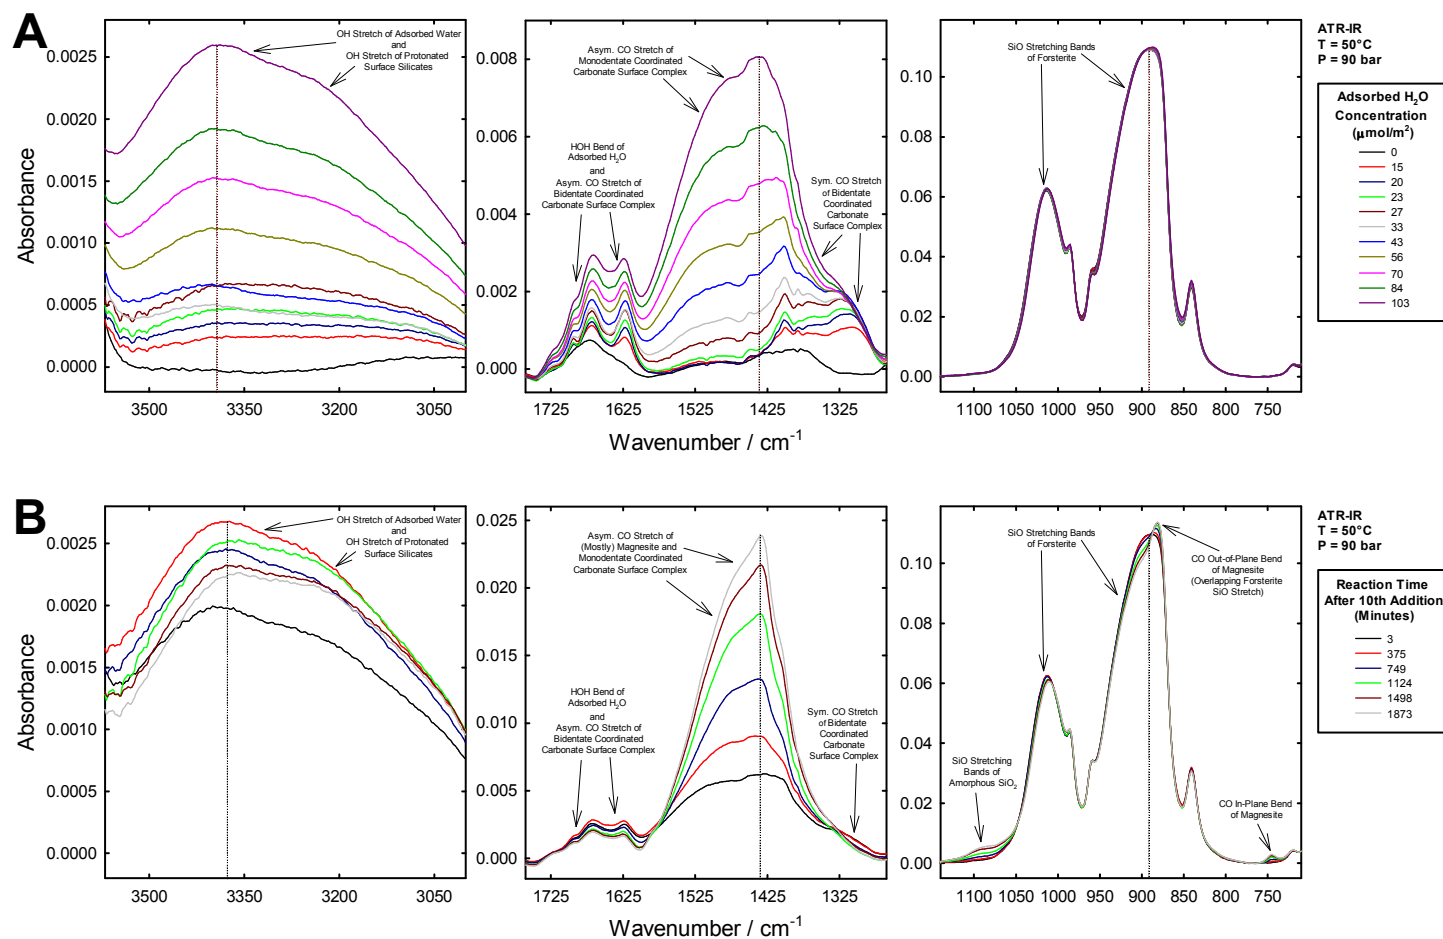 A
0.0025
0.0020
0.0015
0.0010
0.0005
0.0000
Absorbance
3500
3350
3200
3050
OH Stretch of Adsorbed Water
and
OH Stretch of Protonated
Surface Silicates
0.008
0.006
0.004
0.002
0.000
1725
1625
1525
1425
1325
Asym. CO Stretch of
Monodentate Coordinated
Carbonate Surface Complex
HOH Bend of
Adsorbed H₂O
and
Asym. CO Stretch of
Bidentate Coordinated
Carbonate Surface Complex
Sym. CO Stretch
of Bidentate
Coordinated
Carbonate
Surface Complex
Wavenumber / cm⁻¹
0.10
0.08
0.06
0.04
0.02
0.00
1100
1050
1000
950
900
850
800
750
SiO Stretching Bands
of Forsterite
ATR-IR
T = 50°C
P = 90 bar
Adsorbed H₂O
Concentration
(μmol/m²)
0
15
20
23
27
33
43
56
70
84
103
B
0.0025
0.0020
0.0015
0.0010
0.0005
0.0000
Absorbance
3500
3350
3200
3050
OH Stretch of Adsorbed Water
and
OH Stretch of Protonated
Surface Silicates
0.025
0.020
0.015
0.010
0.005
0.000
1725
1625
1525
1425
1325
Asym. CO Stretch of
(Mostly) Magnesite and
Monodentate Coordinated
Carbonate Surface Complex
HOH Bend of
Adsorbed H₂O
and
Asym. CO Stretch of
Bidentate Coordinated
Carbonate Surface Complex
Sym. CO Stretch
of Bidentate
Coordinated
Carbonate
Surface Complex
Wavenumber / cm⁻¹
0.10
0.08
0.06
0.04
0.02
0.00
1100
1050
1000
950
900
850
800
750
SiO Stretching Bands
of Forsterite
CO Out-of-Plane Bend
of Magnesite
(Overlapping Forsterite
SiO Stretch)
SiO Stretching
Bands of
Amorphous SiO₂
CO In-Plane Bend
of Magnesite
ATR-IR
T = 50°C
P = 90 bar
Reaction Time
After 10th Addition
(Minutes)
3
375
749
1124
1498
1873